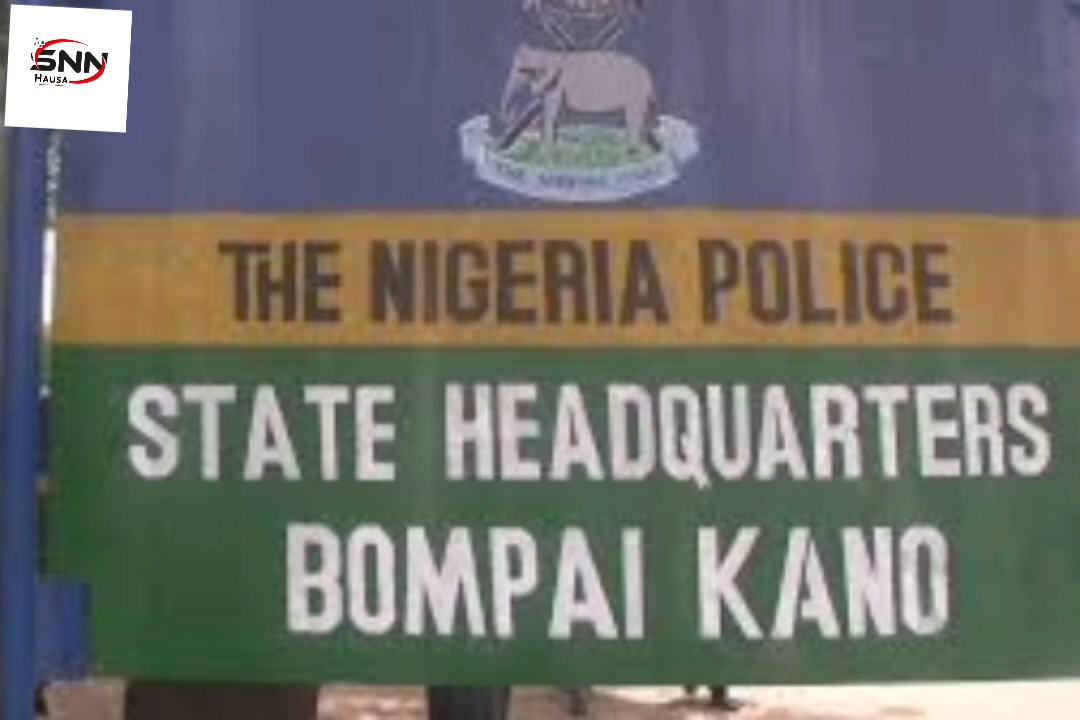 SNN
HAUSA
THE NIGERIA POLICE
STATE HEADQUARTERS
BOMPAI KANO